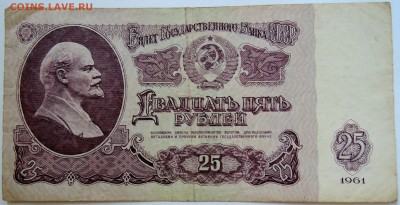 COINS.LAVE.RU
Билет Государственного Банка СССР
Двадцать пять
рублей
25
25
1961